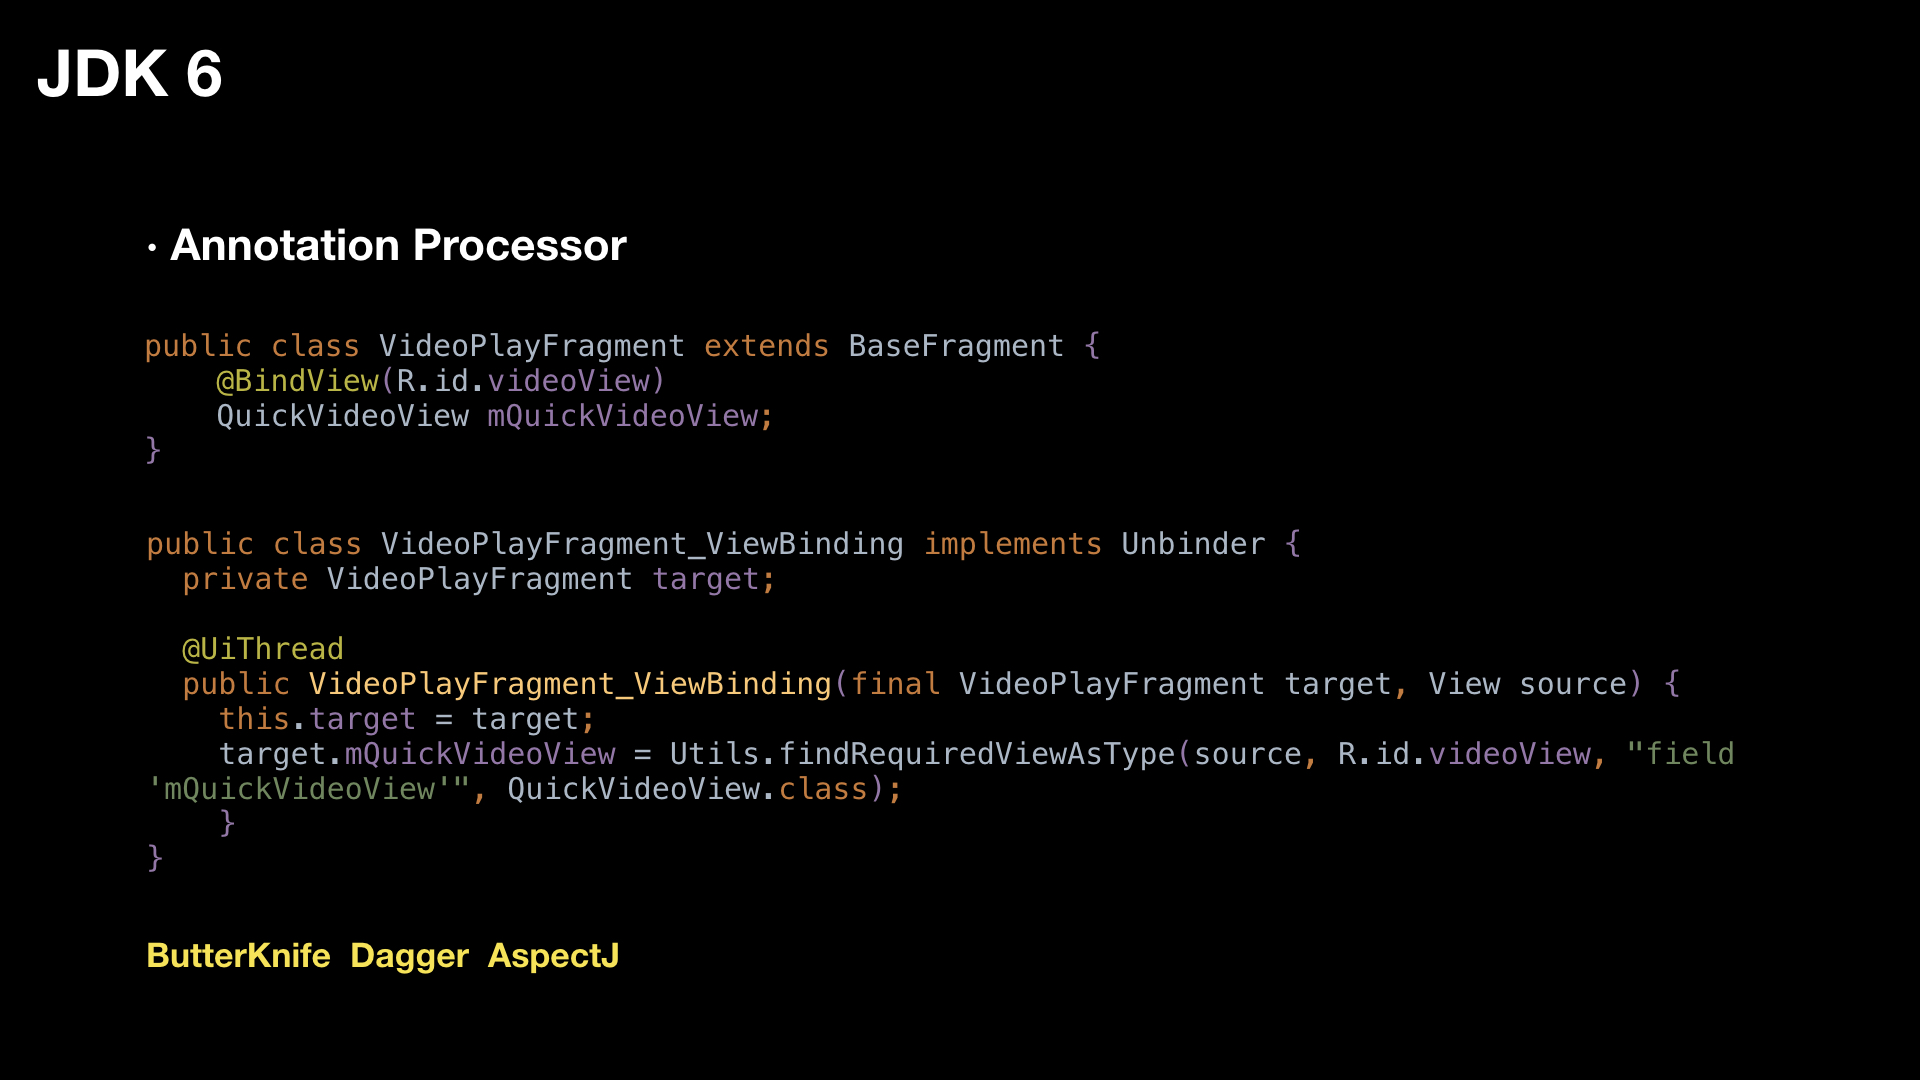 JDK 6
• Annotation Processor
public class VideoPlayFragment extends BaseFragment {
    @BindView(R.id.videoView)
    QuickVideoView mQuickVideoView;
}
public class VideoPlayFragment_ViewBinding implements Unbinder {
  private VideoPlayFragment target;
  @UiThread
  public VideoPlayFragment_ViewBinding(final VideoPlayFragment target, View source) {
    this.target = target;
    target.mQuickVideoView = Utils.findRequiredViewAsType(source, R.id.videoView, "field
'mQuickVideoView'", QuickVideoView.class);
    }
}
ButterKnife  Dagger  AspectJ